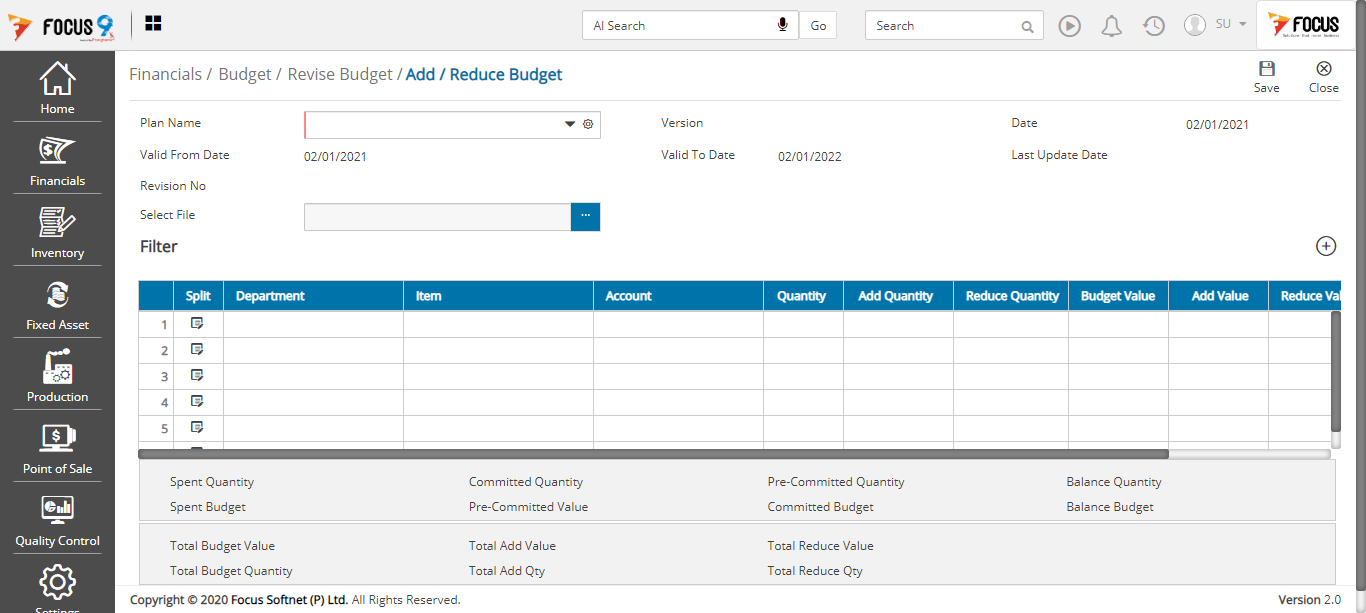 FOCUS 9
AI Search
Go
Search
SU
FOCUS
Home
Financials
Inventory
Fixed Asset
Production
Point of Sale
Quality Control
Settings
Financials / Budget / Revise Budget / Add / Reduce Budget
Save
Close
Plan Name
Version
Date 02/01/2021
Valid From Date 02/01/2021
Valid To Date 02/01/2022
Last Update Date
Revision No
Select File
...
Filter
Split Department Item Account Quantity Add Quantity Reduce Quantity Budget Value Add Value Reduce Val
1
2
3
4
5
Spent Quantity Committed Quantity Pre-Committed Quantity Balance Quantity
Spent Budget Pre-Committed Value Committed Budget Balance Budget
Total Budget Value Total Add Value Total Reduce Value
Total Budget Quantity Total Add Qty Total Reduce Qty
Copyright © 2020 Focus Softnet (P) Ltd. All Rights Reserved.
Version 2.0